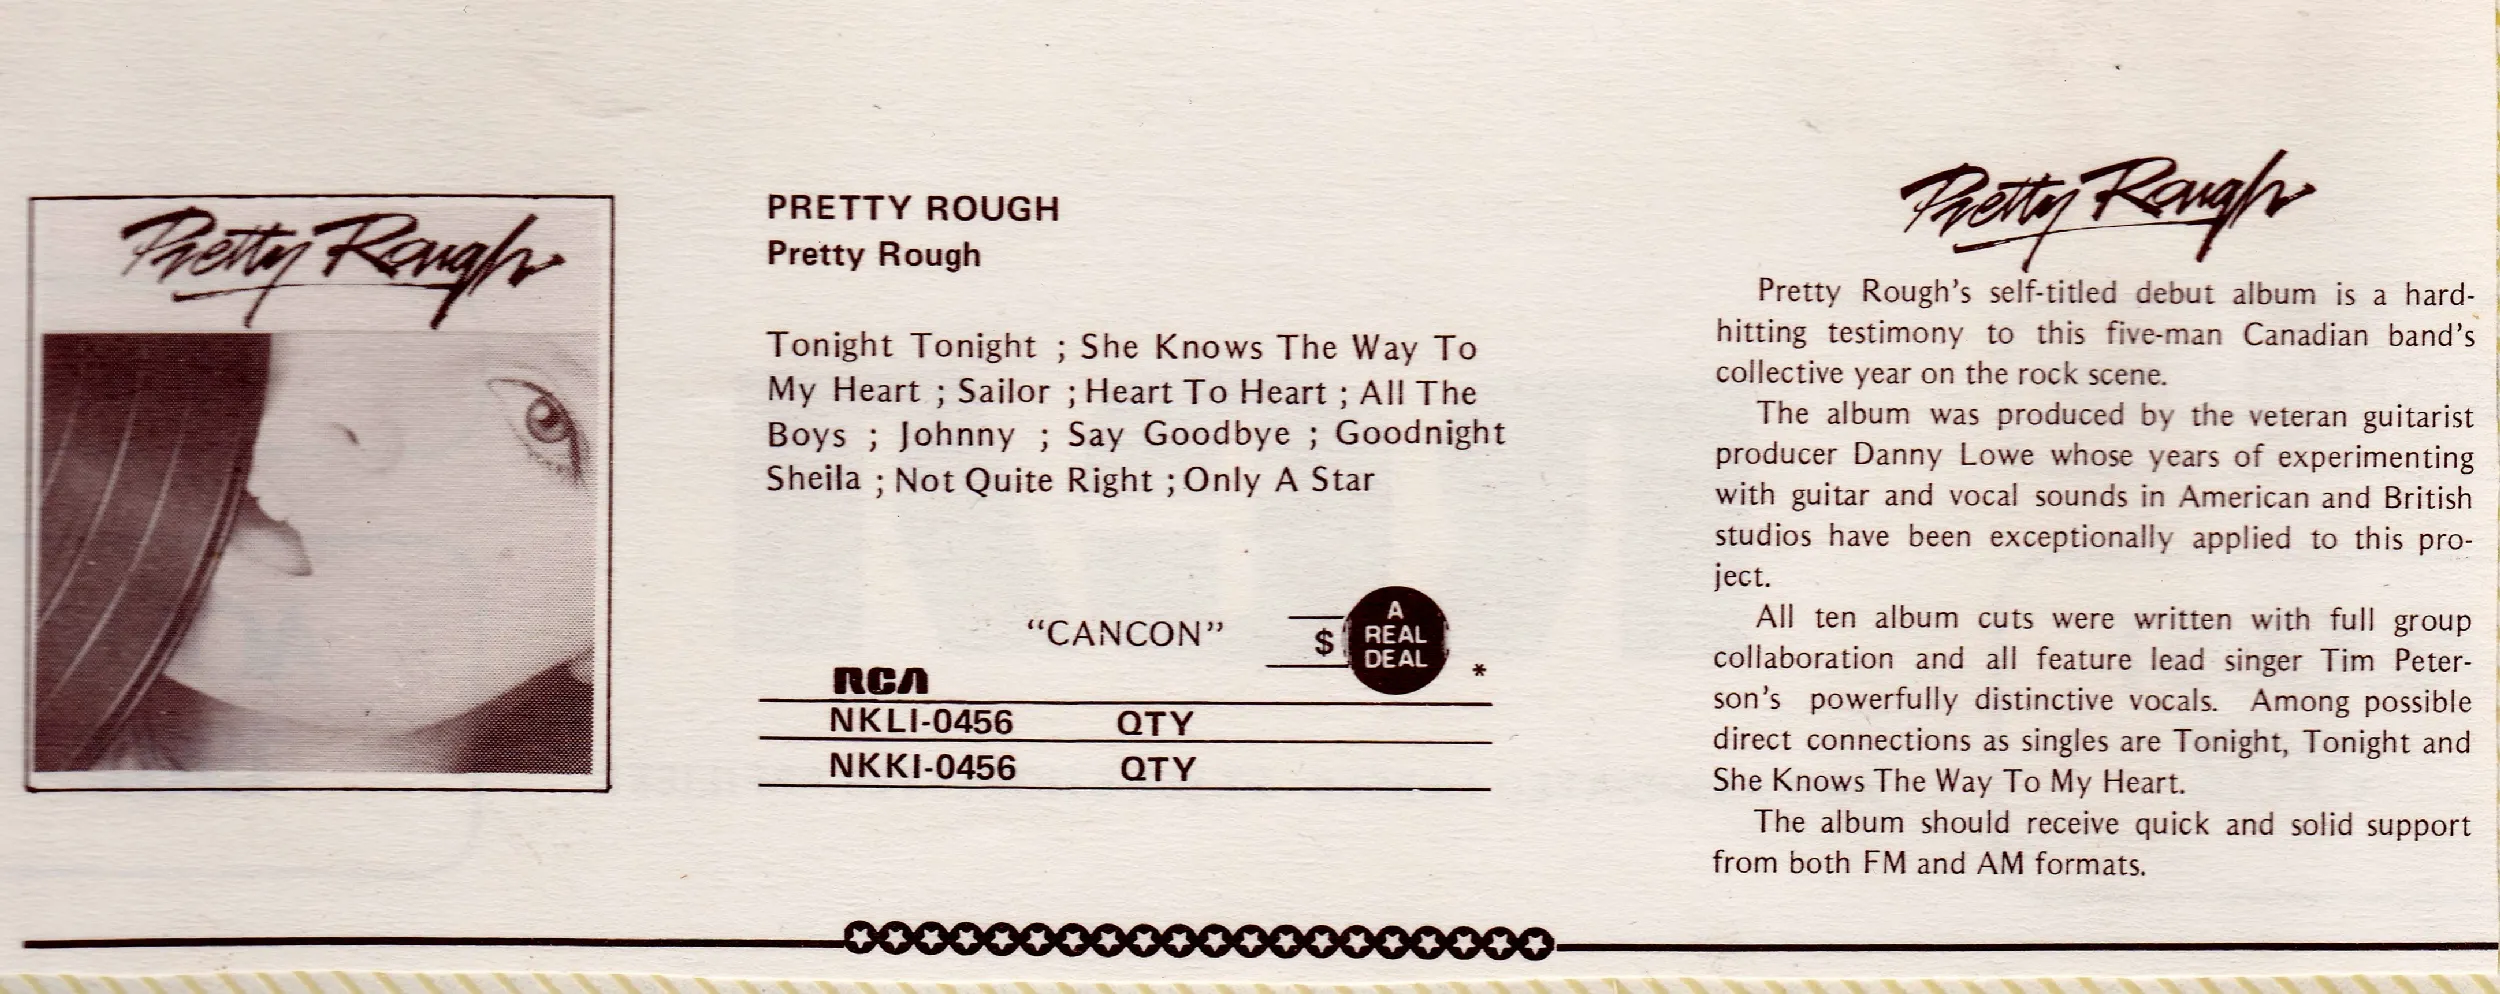 Pretty Rough
PRETTY ROUGH
Pretty Rough
Tonight Tonight ; She Knows The Way To
My Heart ; Sailor ; Heart To Heart ; All The
Boys ; Johnny ; Say Goodbye ; Goodnight
Sheila ; Not Quite Right ; Only A Star
"CANCON"
$
A
REAL
DEAL
*
RCA
NKLI-0456 QTY
NKKI-0456 QTY
Pretty Rough
Pretty Rough's self-titled debut album is a hard-
hitting testimony to this five-man Canadian band's
collective year on the rock scene.
The album was produced by the veteran guitarist
producer Danny Lowe whose years of experimenting
with guitar and vocal sounds in American and British
studios have been exceptionally applied to this pro-
ject.
All ten album cuts were written with full group
collaboration and all feature lead singer Tim Peter-
son's powerfully distinctive vocals. Among possible
direct connections as singles are Tonight, Tonight and
She Knows The Way To My Heart.
The album should receive quick and solid support
from both FM and AM formats.